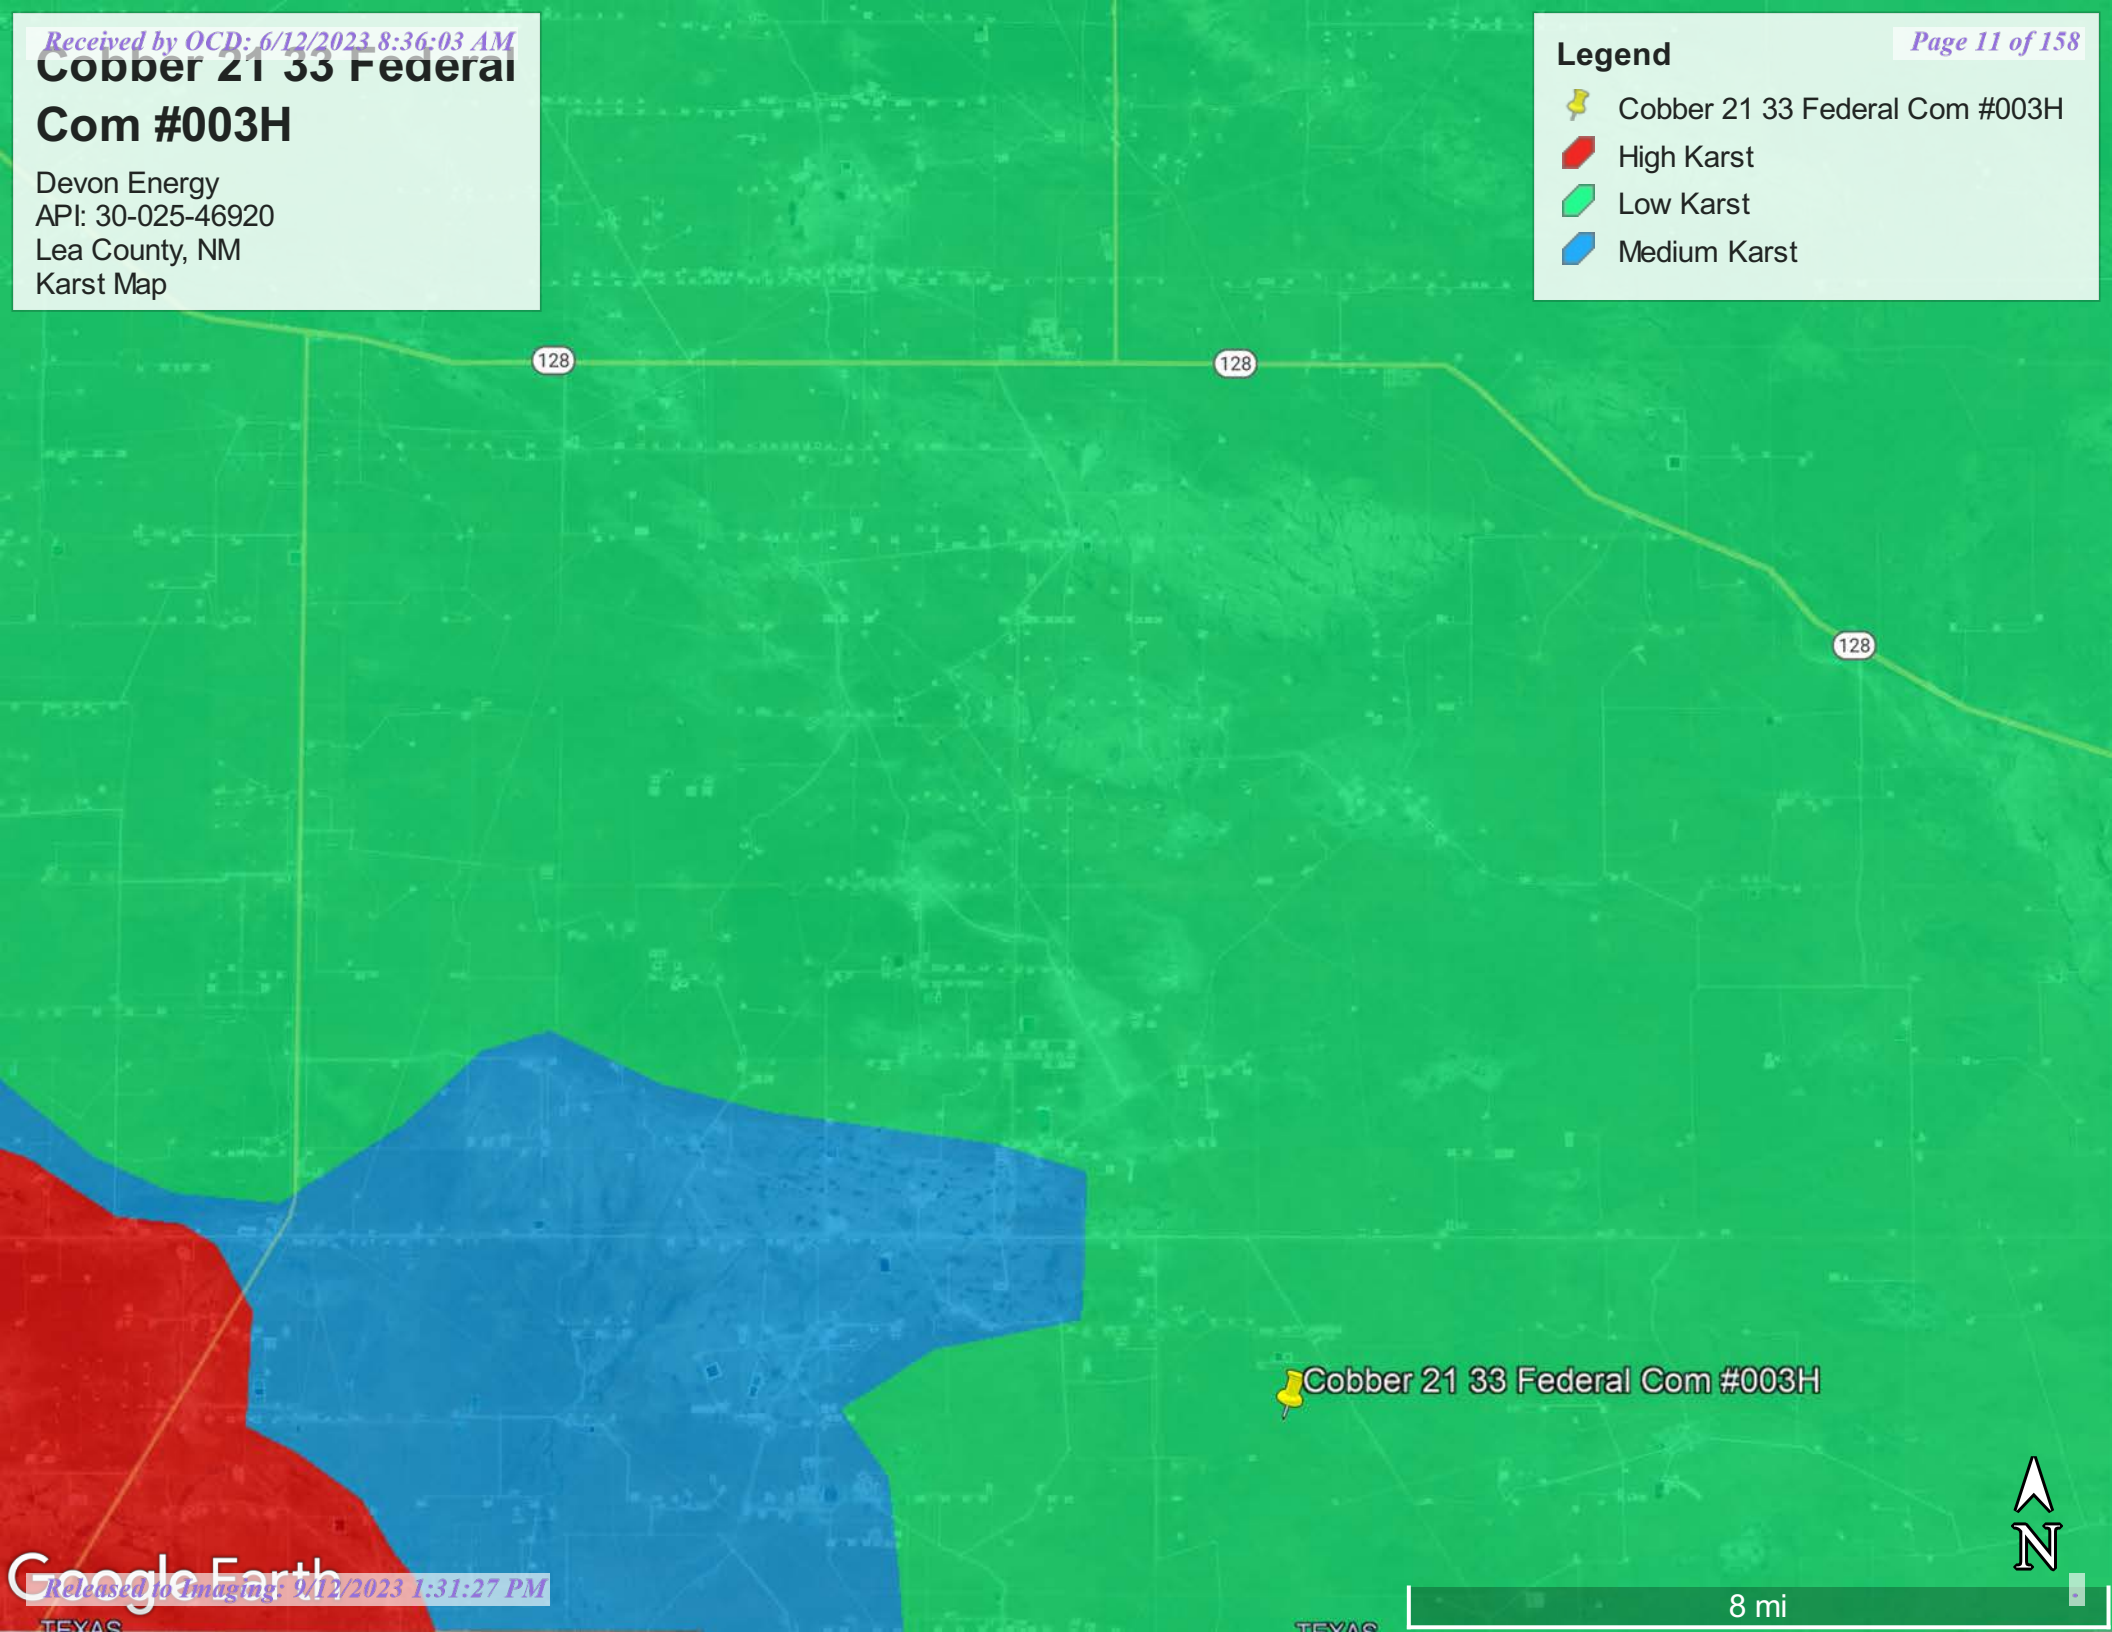 Received by OCD: 6/12/2023 8:36:03 AM
Page 11 of 158
Cobber 21 33 Federal
Com #003H
Devon Energy
API: 30-025-46920
Lea County, NM
Karst Map
Legend
Cobber 21 33 Federal Com #003H
High Karst
Low Karst
Medium Karst
128
128
128
Cobber 21 33 Federal Com #003H
N
Google Earth
Released to Imaging: 9/12/2023 1:31:27 PM
8 mi
TEXAS
TEXAS